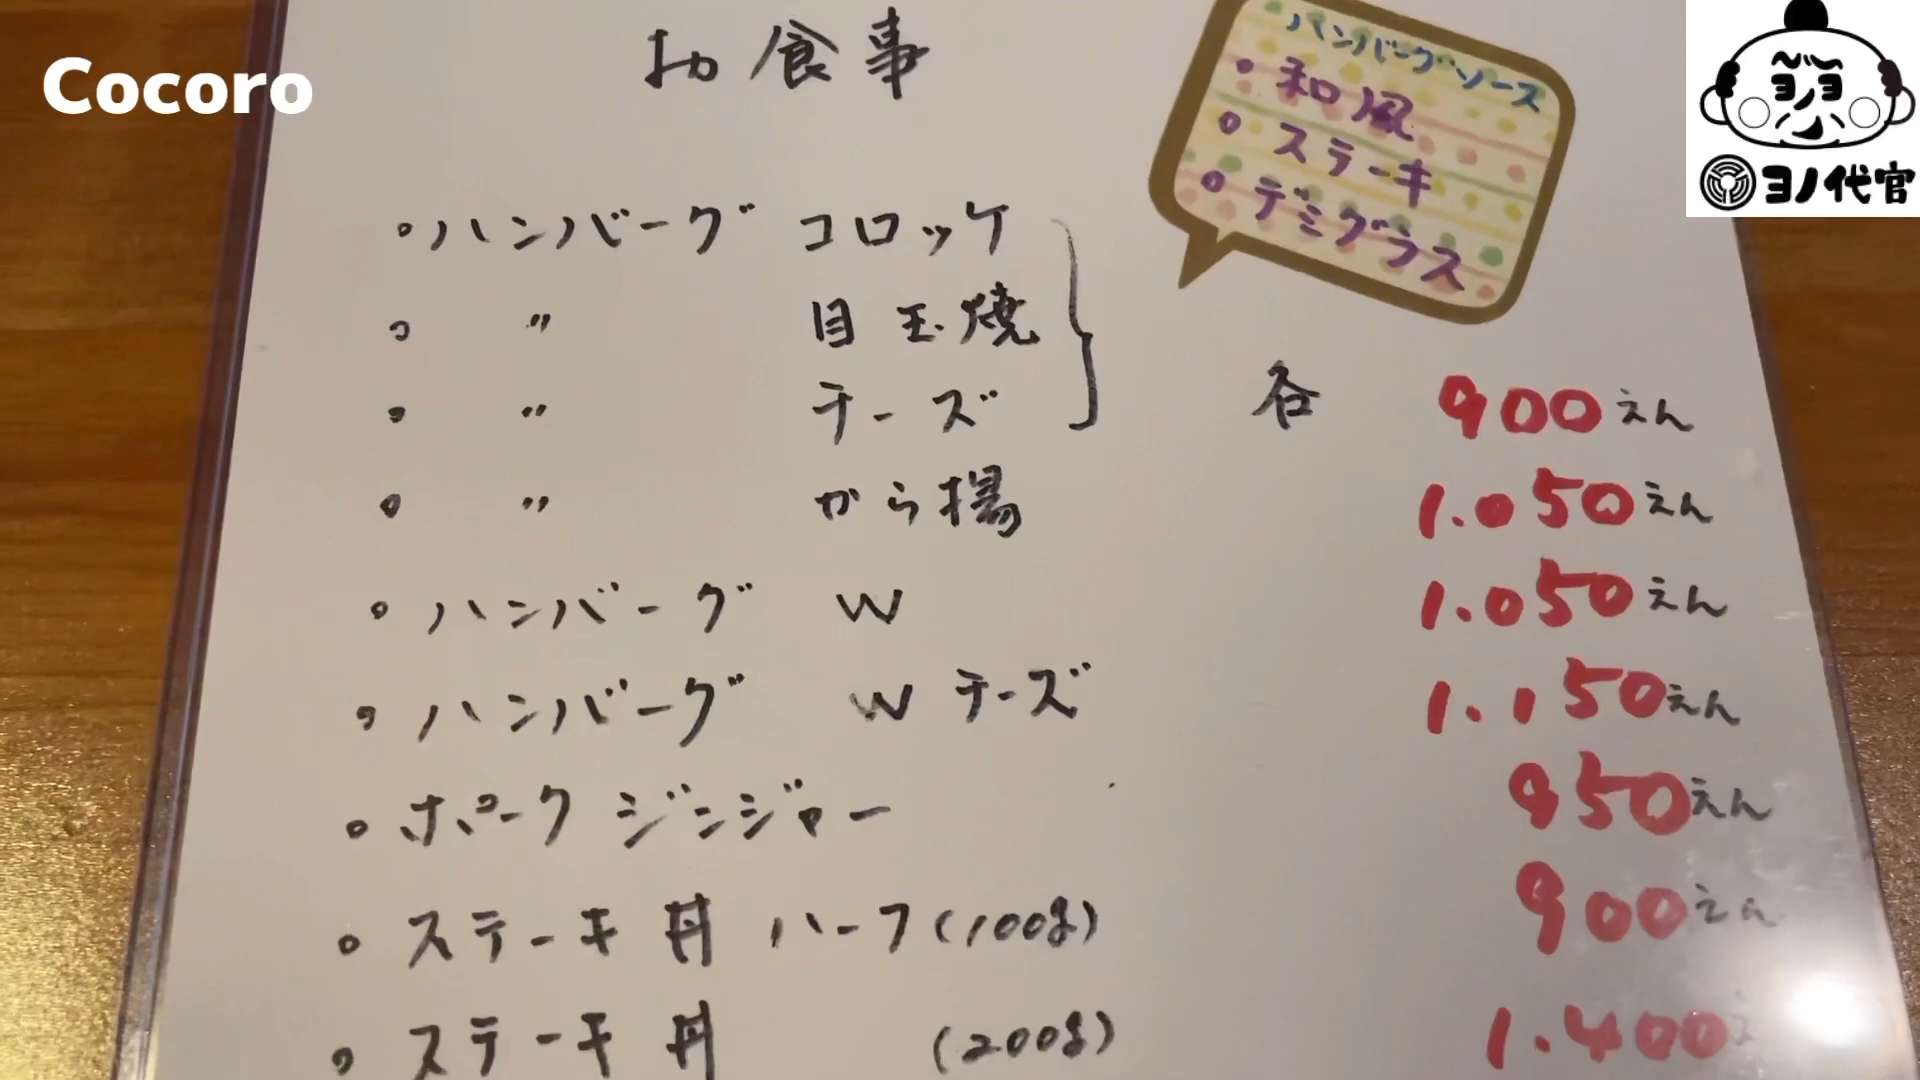 Cocoro
お食事
ハンバーグソース
・和風
・ステーキ
・デミグラス
ヨノ代官
・ハンバーグ コロッケ
・ 〃 目玉焼
・ 〃 チーズ
各 900えん
・ 〃 から揚 1.050えん
・ハンバーグ W 1.050えん
・ハンバーグ W チーズ 1.150えん
・ポークジンジャー 950えん
・ステーキ丼 ハーフ(100g) 900えん
・ステーキ丼 (200g) 1.400え